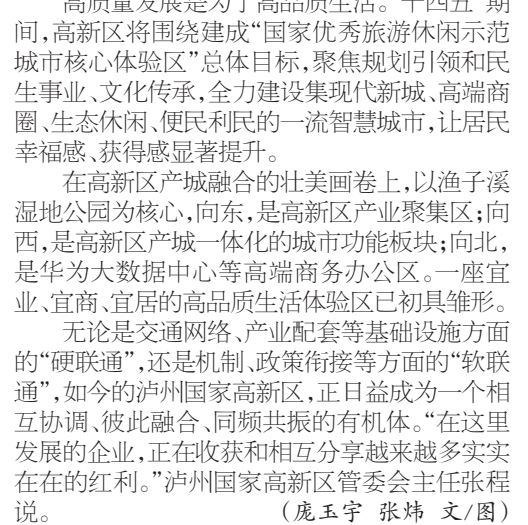 高质量发展是为了高品质生活。“十四五”期
间,高新区将围绕建成“国家优秀旅游休闲示范
城市核心体验区”总体目标,聚焦规划引领和民
生事业、文化传承,全力建设集现代新城、高端商
圈、生态休闲、便民利民的一流智慧城市,让居民
幸福感、获得感显著提升。
在高新区产城融合的壮美画卷上,以渔子溪
湿地公园为核心,向东,是高新区产业聚集区;向
西,是高新区产城一体化的城市功能板块;向北,
是华为大数据中心等高端商务办公区。一座宜
业、宜商、宜居的高品质生活体验区已初具雏形。
无论是交通网络、产业配套等基础设施方面
的“硬联通”,还是机制、政策衔接等方面的“软联
通”,如今的泸州国家高新区,正日益成为一个相
互协调、彼此融合、同频共振的有机体。“在这里
发展的企业,正在收获和相互分享越来越多实实
在在的红利。”泸州国家高新区管委会主任张程
说。 (庞玉宇 张炜 文/图)